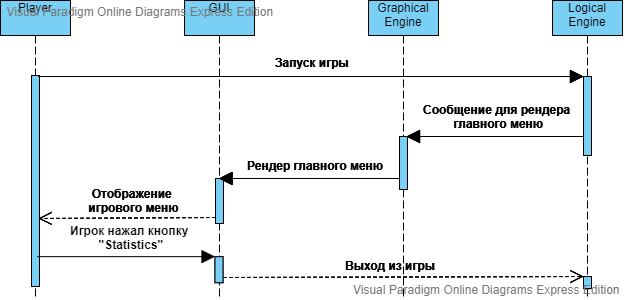 Player
GUI
Graphical
Engine
Logical
Engine
Visual Paradigm Online Diagrams Express Edition
Запуск игры
Сообщение для рендера
главного меню
Рендер главного меню
Отображение
игрового меню
Игрок нажал кнопку
"Statistics"
Выход из игры
Visual Paradigm Online Diagrams Express Edition